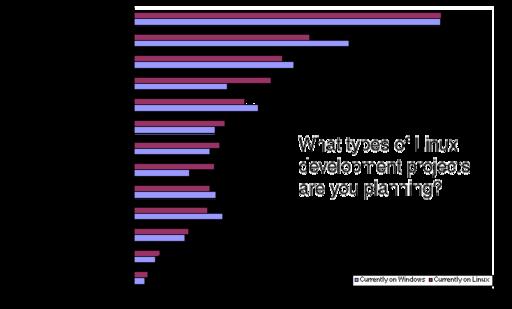 What types of Linux
development projects
are you planning?
Currently on Windows Currently on Linux